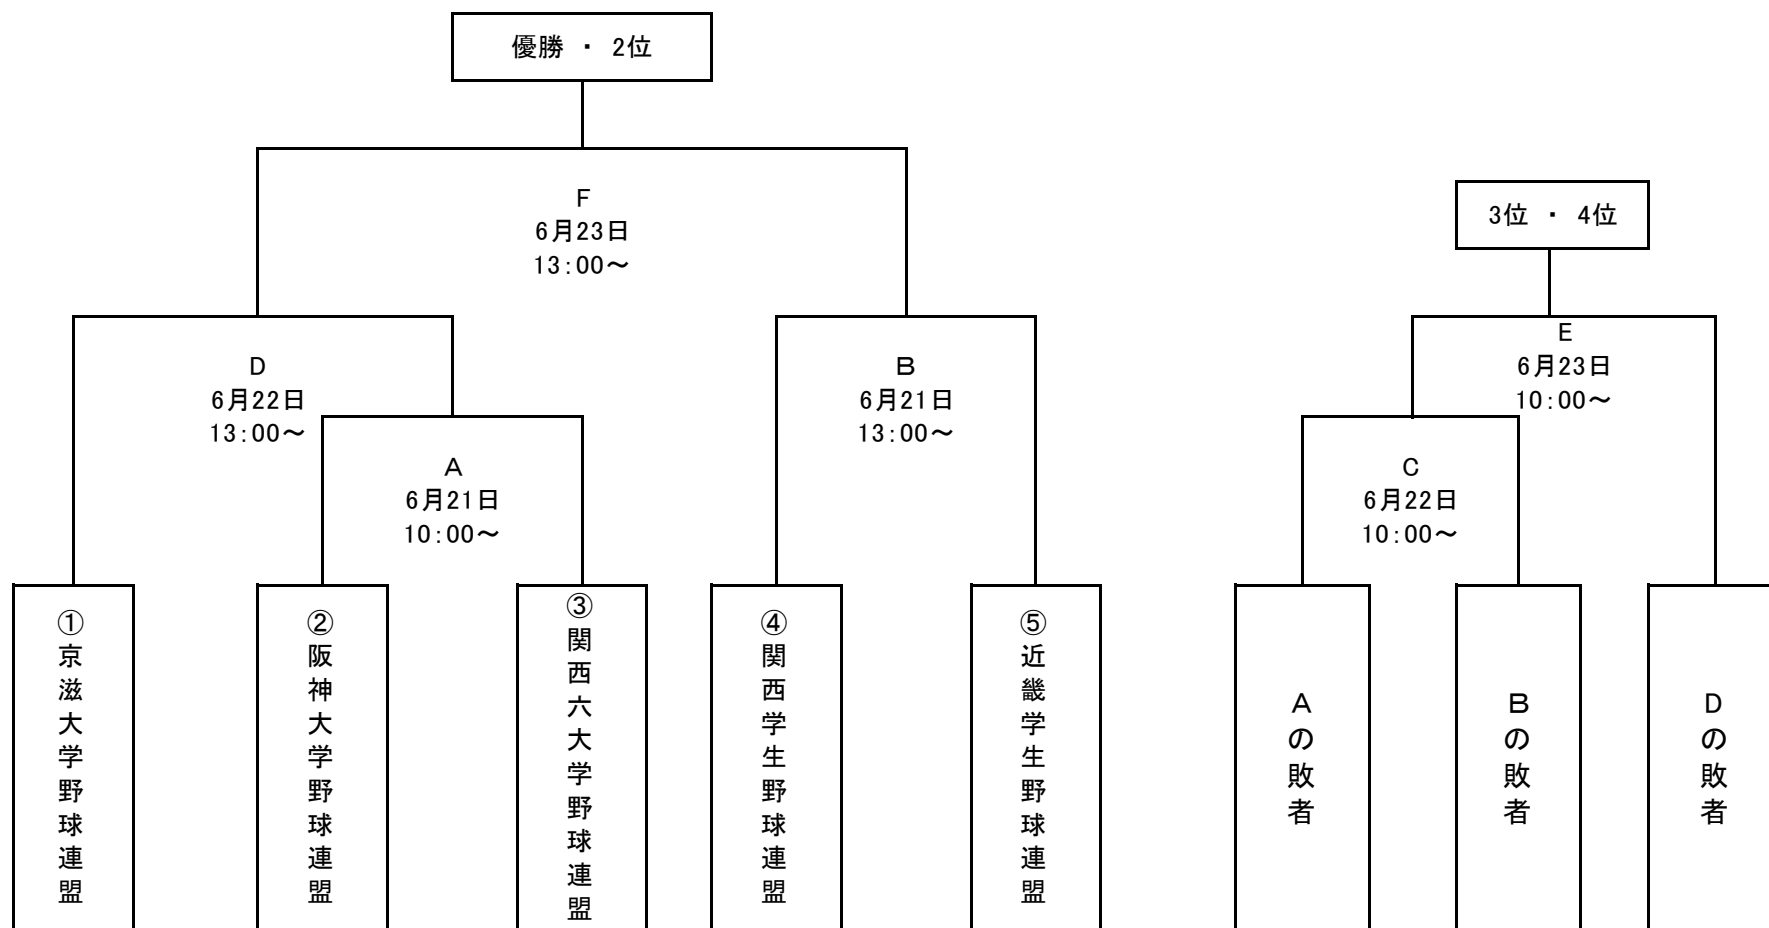 優勝 ・ 2位
F
6月23日
13:00～
3位 ・ 4位
D
6月22日
13:00～
B
6月21日
13:00～
E
6月23日
10:00～
A
6月21日
10:00～
C
6月22日
10:00～
①京滋大学野球連盟
②阪神大学野球連盟
③関西六大学野球連盟
④関西学生野球連盟
⑤近畿学生野球連盟
Aの敗者
Bの敗者
Dの敗者